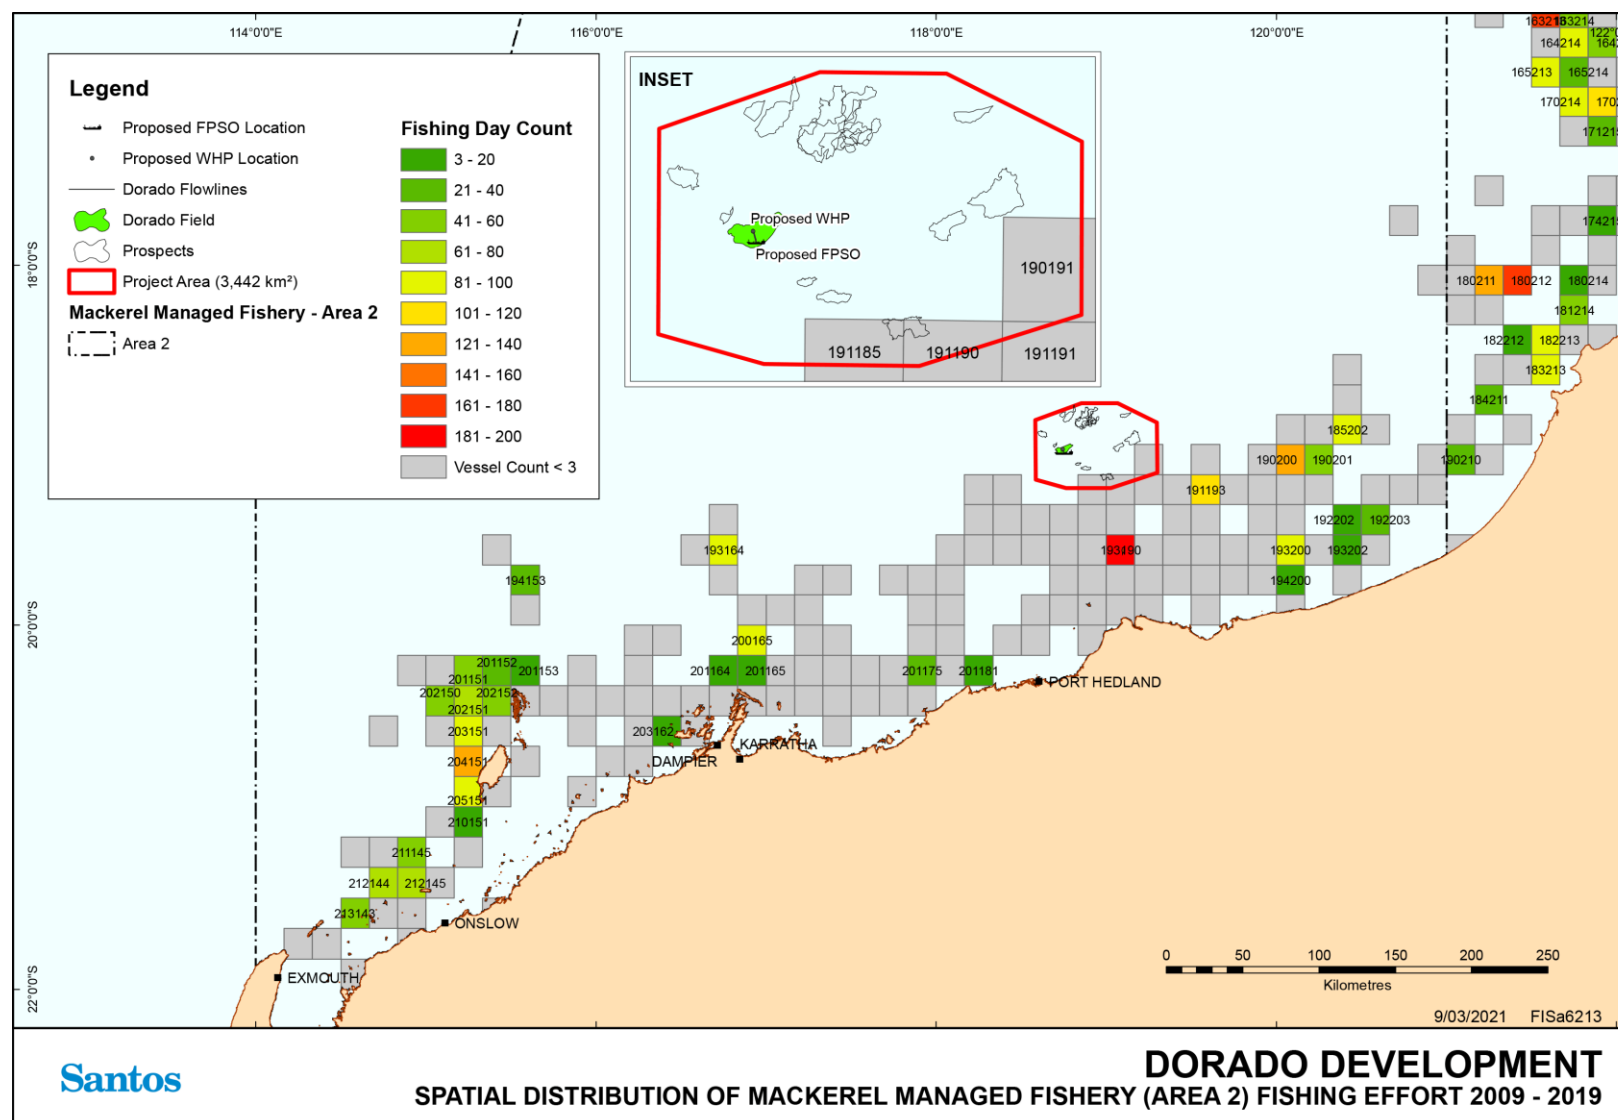 114°0'0"E
116°0'0"E
118°0'0"E
120°0'0"E
122°0
18°0'0"S
20°0'0"S
22°0'0"S
Legend
Proposed FPSO Location
Proposed WHP Location
Dorado Flowlines
Dorado Field
Prospects
Project Area (3,442 km²)
Mackerel Managed Fishery - Area 2
Area 2
Fishing Day Count
3 - 20
21 - 40
41 - 60
61 - 80
81 - 100
101 - 120
121 - 140
141 - 160
161 - 180
181 - 200
Vessel Count < 3
INSET
Proposed WHP
Proposed FPSO
190191
191185
191190
191191
163214
164214
165213
165214
170214
171215
174215
180211
180212
180214
181214
182212
182213
183213
184211
185202
190200
190201
190210
191193
192202
192203
193164
193190
193200
193202
194153
194200
200165
201152
201153
201151
201164
201165
201175
201181
202150
202152
202151
203151
203162
204151
205151
210151
211145
212144
212145
213143
PORT HEDLAND
KARRATHA
DAMPIER
ONSLOW
EXMOUTH
0
50
100
150
200
250
Kilometres
9/03/2021 FISa6213
Santos
DORADO DEVELOPMENT
SPATIAL DISTRIBUTION OF MACKEREL MANAGED FISHERY (AREA 2) FISHING EFFORT 2009 - 2019